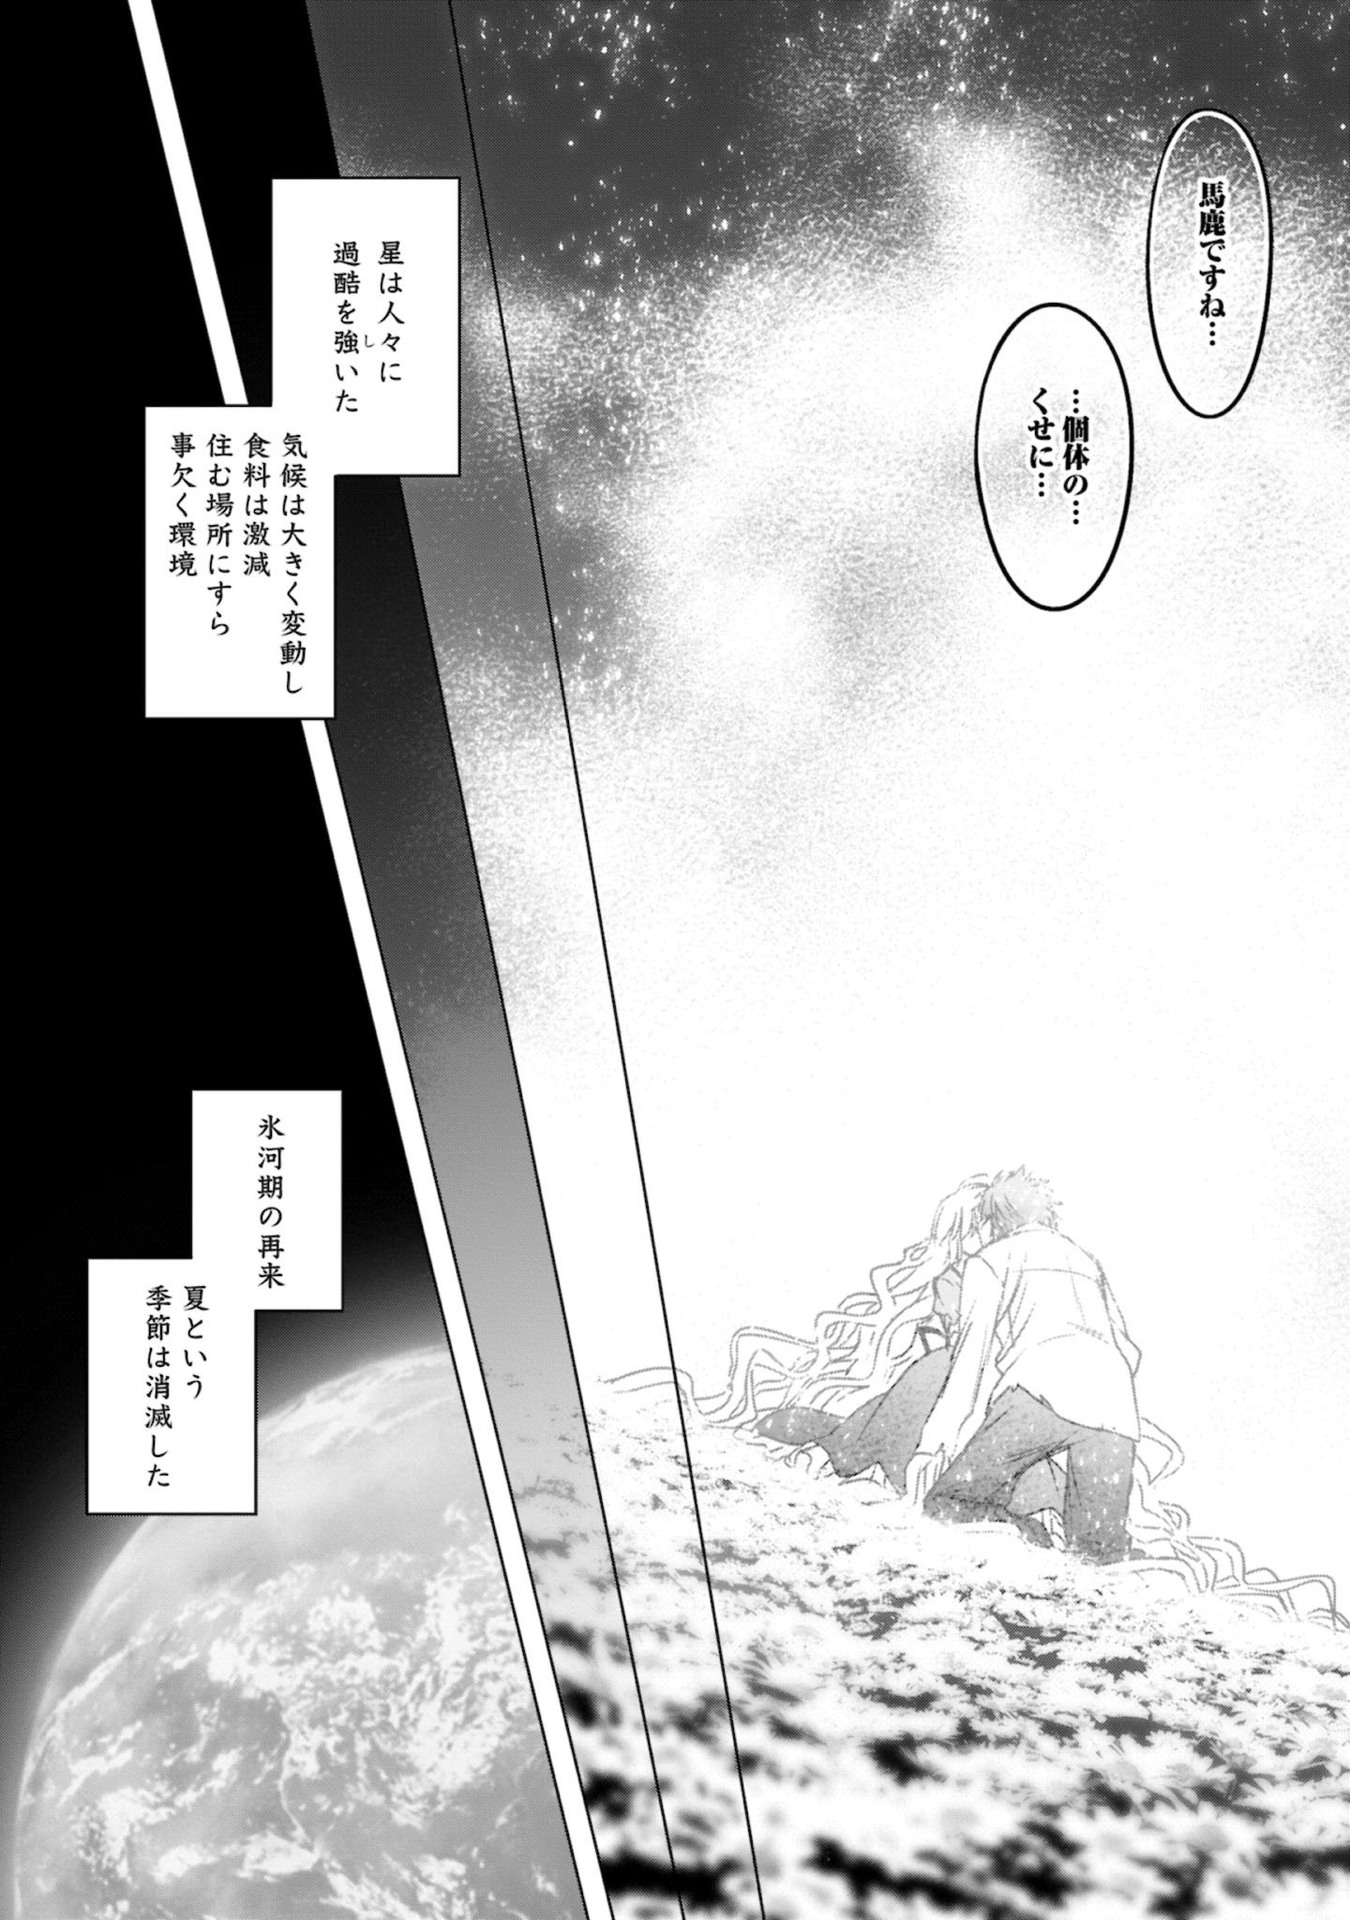 馬鹿ですね…
…個体の…
くせに…
星は人々に
過酷を強いた
し
気候は大きく変動し
食料は激減
住む場所にすら
事欠く環境
氷河期の再来
夏という
季節は消滅した